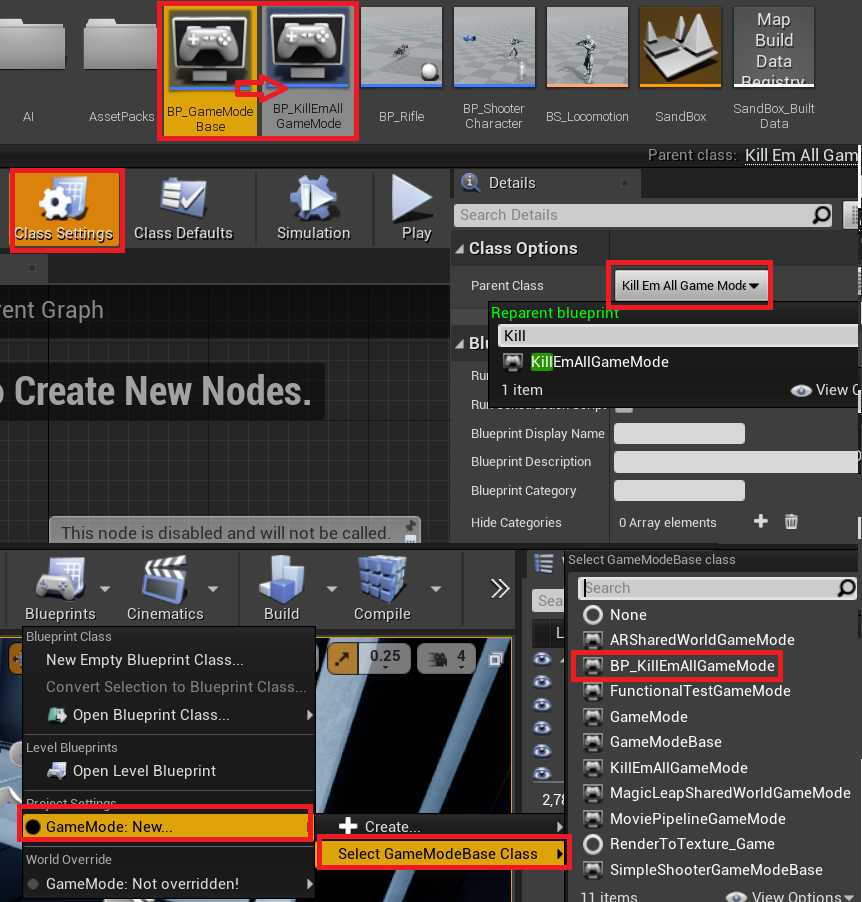 Map
Build
Data
Registry
AI
AssetPacks
BP_GameMode
Base
BP_KillEmAll
GameMode
BP_Rifle
BP_Shooter
Character
BS_Locomotion
SandBox
SandBox_Built
Data
Parent class: Kill Em All Gam
Class Settings
Class Defaults
Simulation
Play
Details
Search Details
Class Options
Parent Class
Kill Em All Game Mode
ent Graph
Reparent blueprint
Kill
KillEmAllGameMode
1 item
View
o Create New Nodes.
Blu
Run
Run Construction Script
Blueprint Display Name
Blueprint Description
Blueprint Category
Hide Categories
0 Array elements
This node is disabled and will not be called.
Blueprints
Cinematics
Build
Compile
Blueprint Class
New Empty Blueprint Class...
Convert Selection to Blueprint Class...
Open Blueprint Class...
Level Blueprints
Open Level Blueprint
Project Settings
GameMode: New...
World Override
GameMode: Not overridden!
0.25
4
Create...
Select GameModeBase Class
Sea
L
2,78
Select GameModeBase class
Search
None
ARSharedWorldGameMode
BP_KillEmAllGameMode
FunctionalTestGameMode
GameMode
GameModeBase
KillEmAllGameMode
MagicLeapSharedWorldGameMode
MoviePipelineGameMode
RenderToTexture_Game
SimpleShooterGameModeBase
11 items
View Options